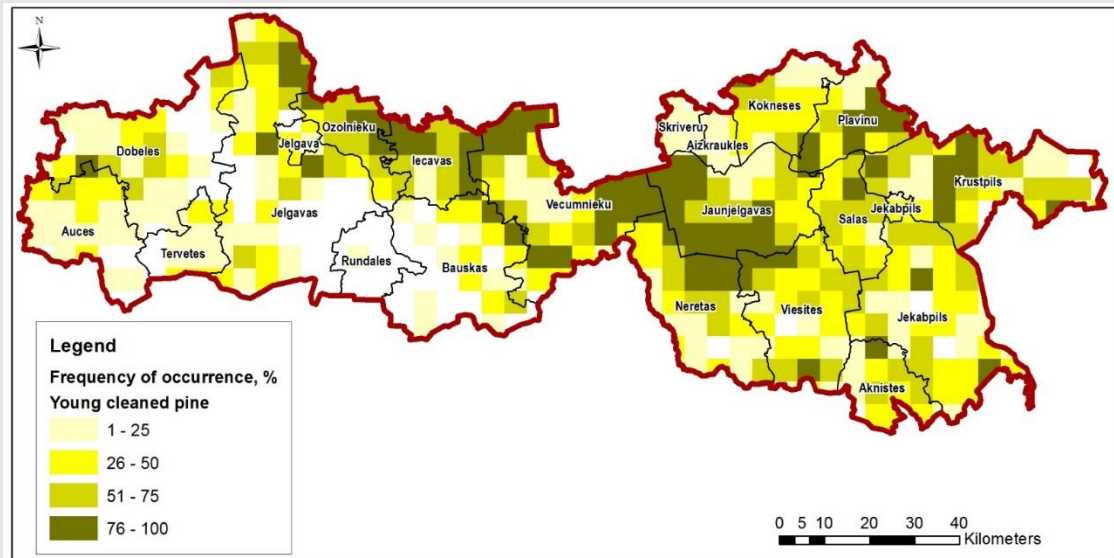 N
Kokneses
Skriveru
Plavinu
Ozolnieku
Aizkraukles
Jelgava
Dobeles
Iecavas
Krustpils
Vecumnieku
Jaunjelgavas
Jekabpils
Jelgavas
Salas
Auces
Tervetes
Rundales
Bauskas
Neretas
Viesites
Jekabpils
Aknistes
Legend
Frequency of occurrence, %
Young cleaned pine
1 - 25
26 - 50
51 - 75
76 - 100
0 5 10 20 30 40
Kilometers